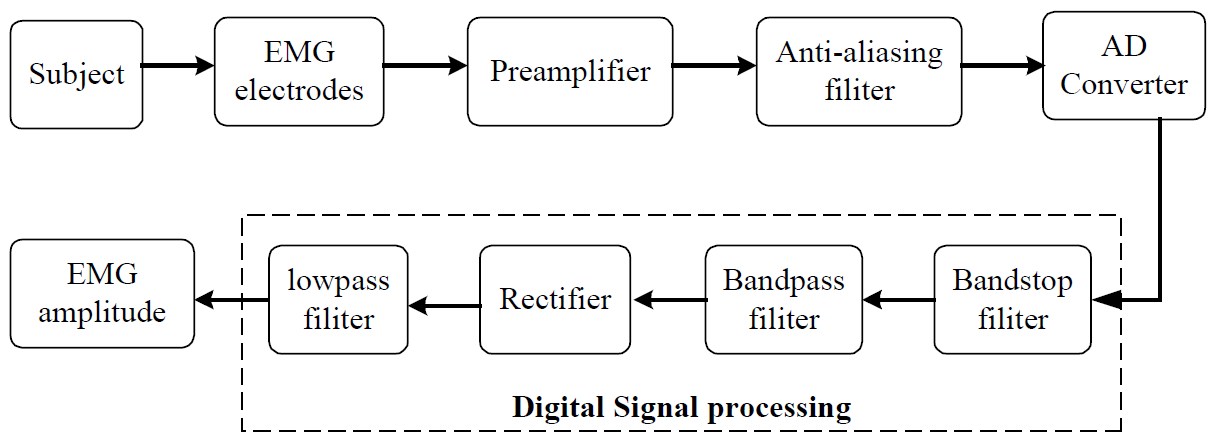 Subject
EMG
electrodes
Preamplifier
Anti-aliasing
filiter
AD
Converter
EMG
amplitude
lowpass
filiter
Rectifier
Bandpass
filiter
Bandstop
filiter
Digital Signal processing